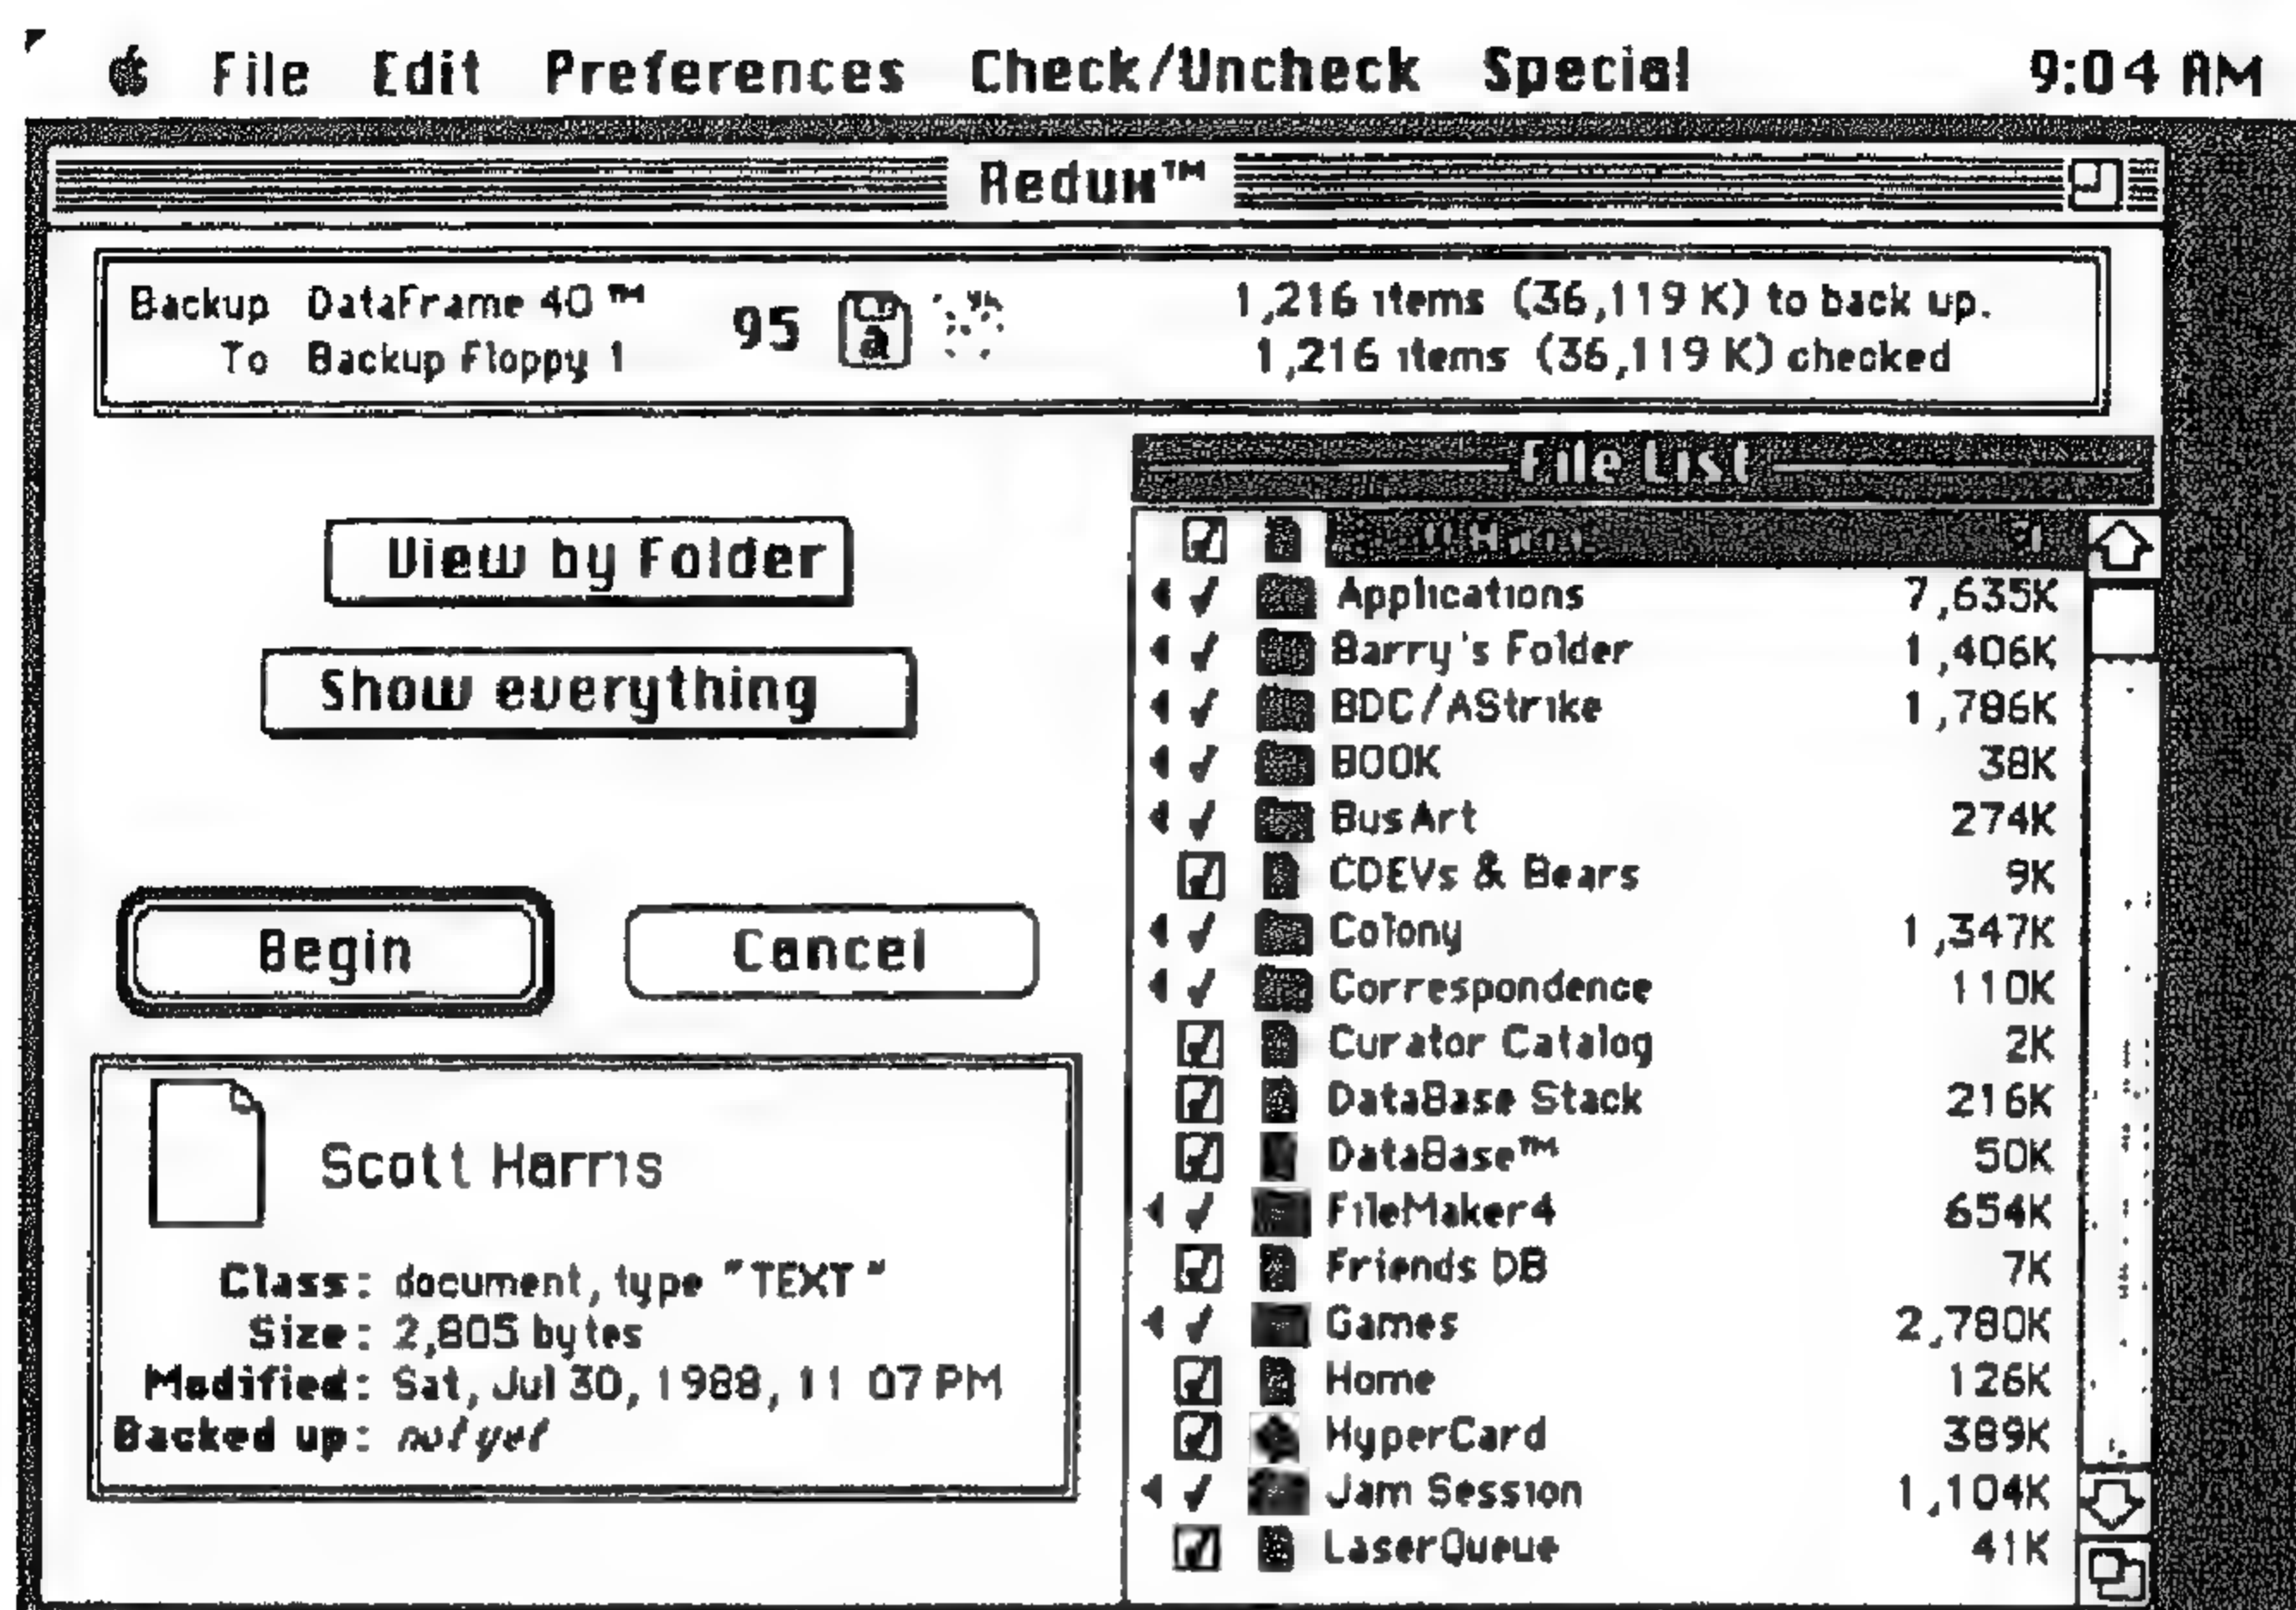 File Edit Preferences Check/Uncheck Special 9:04 AM
Redux™
Backup DataFrame 40™
To Backup Floppy 1
95
a
1,216 items (36,119 K) to back up.
1,216 items (36,119 K) checked
View by Folder
Show everything
Begin Cancel
Scott Harris
Class: document, type "TEXT"
Size: 2,805 bytes
Modified: Sat, Jul 30, 1988, 11 07 PM
Backed up: not yet
File List
Applications 7,635K
Barry's Folder 1,406K
BDC/AStrike 1,786K
BOOK 38K
BusArt 274K
CDEVs & Bears 9K
Colony 1,347K
Correspondence 110K
Curator Catalog 2K
DataBase Stack 216K
DataBase™ 50K
FileMaker4 654K
Friends DB 7K
Games 2,780K
Home 126K
HyperCard 389K
Jam Session 1,104K
LaserQueue 41K